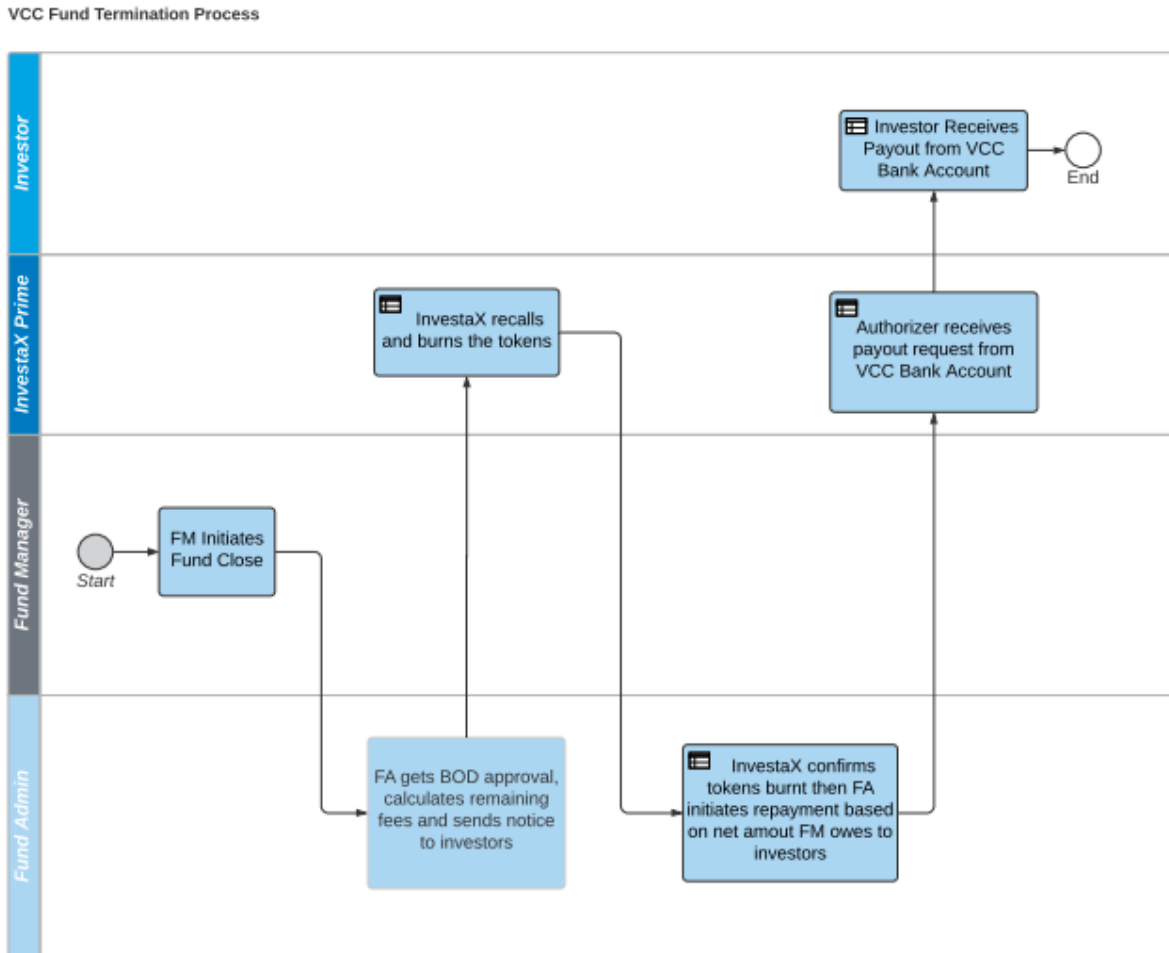 VCC Fund Termination Process
Investor
Investor Receives
Payout from VCC
Bank Account
End
InvestaX Prime
InvestaX recalls
and burns the tokens
Authorizer receives
payout request from
VCC Bank Account
Fund Manager
Start
FM Initiates
Fund Close
Fund Admin
FA gets BOD approval,
calculates remaining
fees and sends notice
to investors
InvestaX confirms
tokens burnt then FA
initiates repayment based
on net amout FM owes to
investors